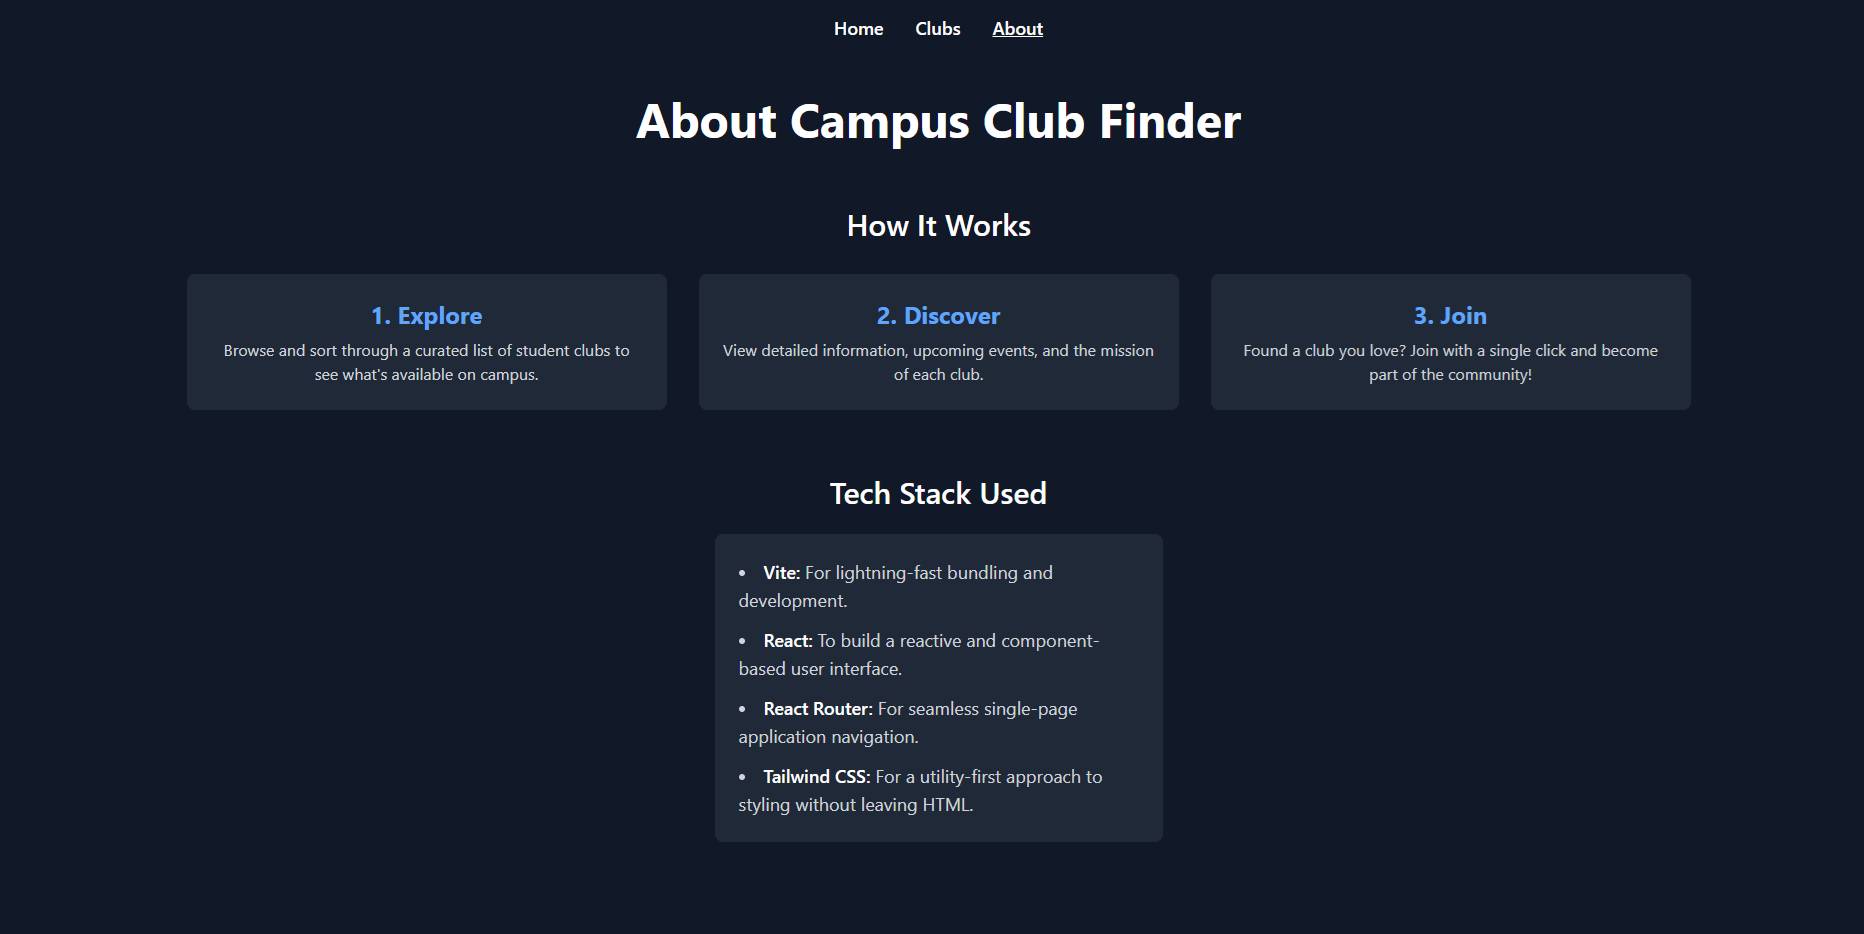 Home Clubs About
About Campus Club Finder
How It Works
1. Explore
Browse and sort through a curated list of student clubs to
see what's available on campus.
2. Discover
View detailed information, upcoming events, and the mission
of each club.
3. Join
Found a club you love? Join with a single click and become
part of the community!
Tech Stack Used
• Vite: For lightning-fast bundling and
development.
• React: To build a reactive and component-
based user interface.
• React Router: For seamless single-page
application navigation.
• Tailwind CSS: For a utility-first approach to
styling without leaving HTML.